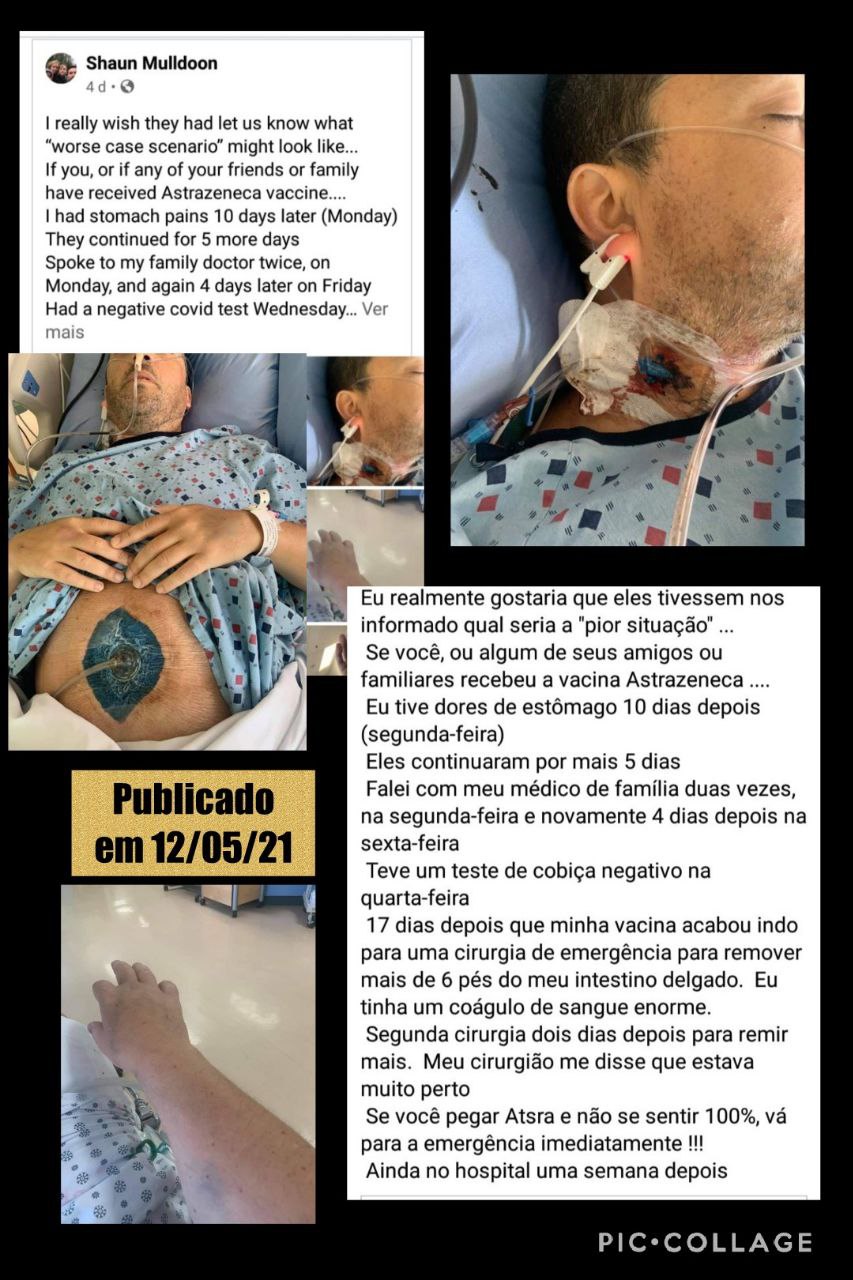 Shaun Mulldoon
4 d •
I really wish they had let us know what
“worse case scenario” might look like...
If you, or if any of your friends or family
have received Astrazeneca vaccine....
I had stomach pains 10 days later (Monday)
They continued for 5 more days
Spoke to my family doctor twice, on
Monday, and again 4 days later on Friday
Had a negative covid test Wednesday... Ver
mais
Eu realmente gostaria que eles tivessem nos
informado qual seria a "pior situação" ...
Se você, ou algum de seus amigos ou
familiares recebeu a vacina Astrazeneca ....
Eu tive dores de estômago 10 dias depois
(segunda-feira)
Eles continuaram por mais 5 dias
Falei com meu médico de família duas vezes,
na segunda-feira e novamente 4 dias depois na
sexta-feira
Teve um teste de cobiça negativo na
quarta-feira
17 dias depois que minha vacina acabou indo
para uma cirurgia de emergência para remover
mais de 6 pés do meu intestino delgado.  Eu
tinha um coágulo de sangue enorme.
Segunda cirurgia dois dias depois para remir
mais.  Meu cirurgião me disse que estava
muito perto
Se você pegar Atsra e não se sentir 100%, vá
para a emergência imediatamente !!!
Ainda no hospital uma semana depois
Publicado
em 12/05/21
PIC•COLLAGE